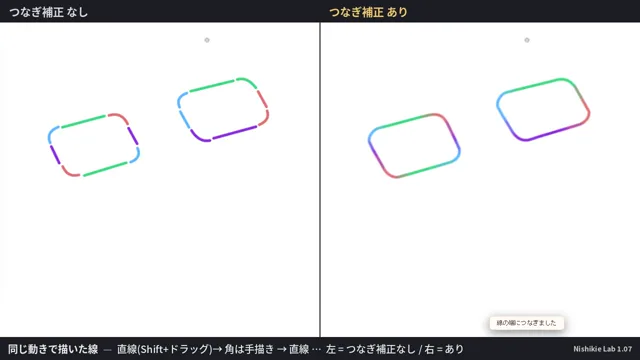 つなぎ補正 なし
つなぎ補正 あり
線の端につなぎました
同じ動きで描いた線 — 直線(Shift+ドラッグ)→ 角は手描き → 直線 … 左 = つなぎ補正なし / 右 = あり
Nishikie Lab 1.07